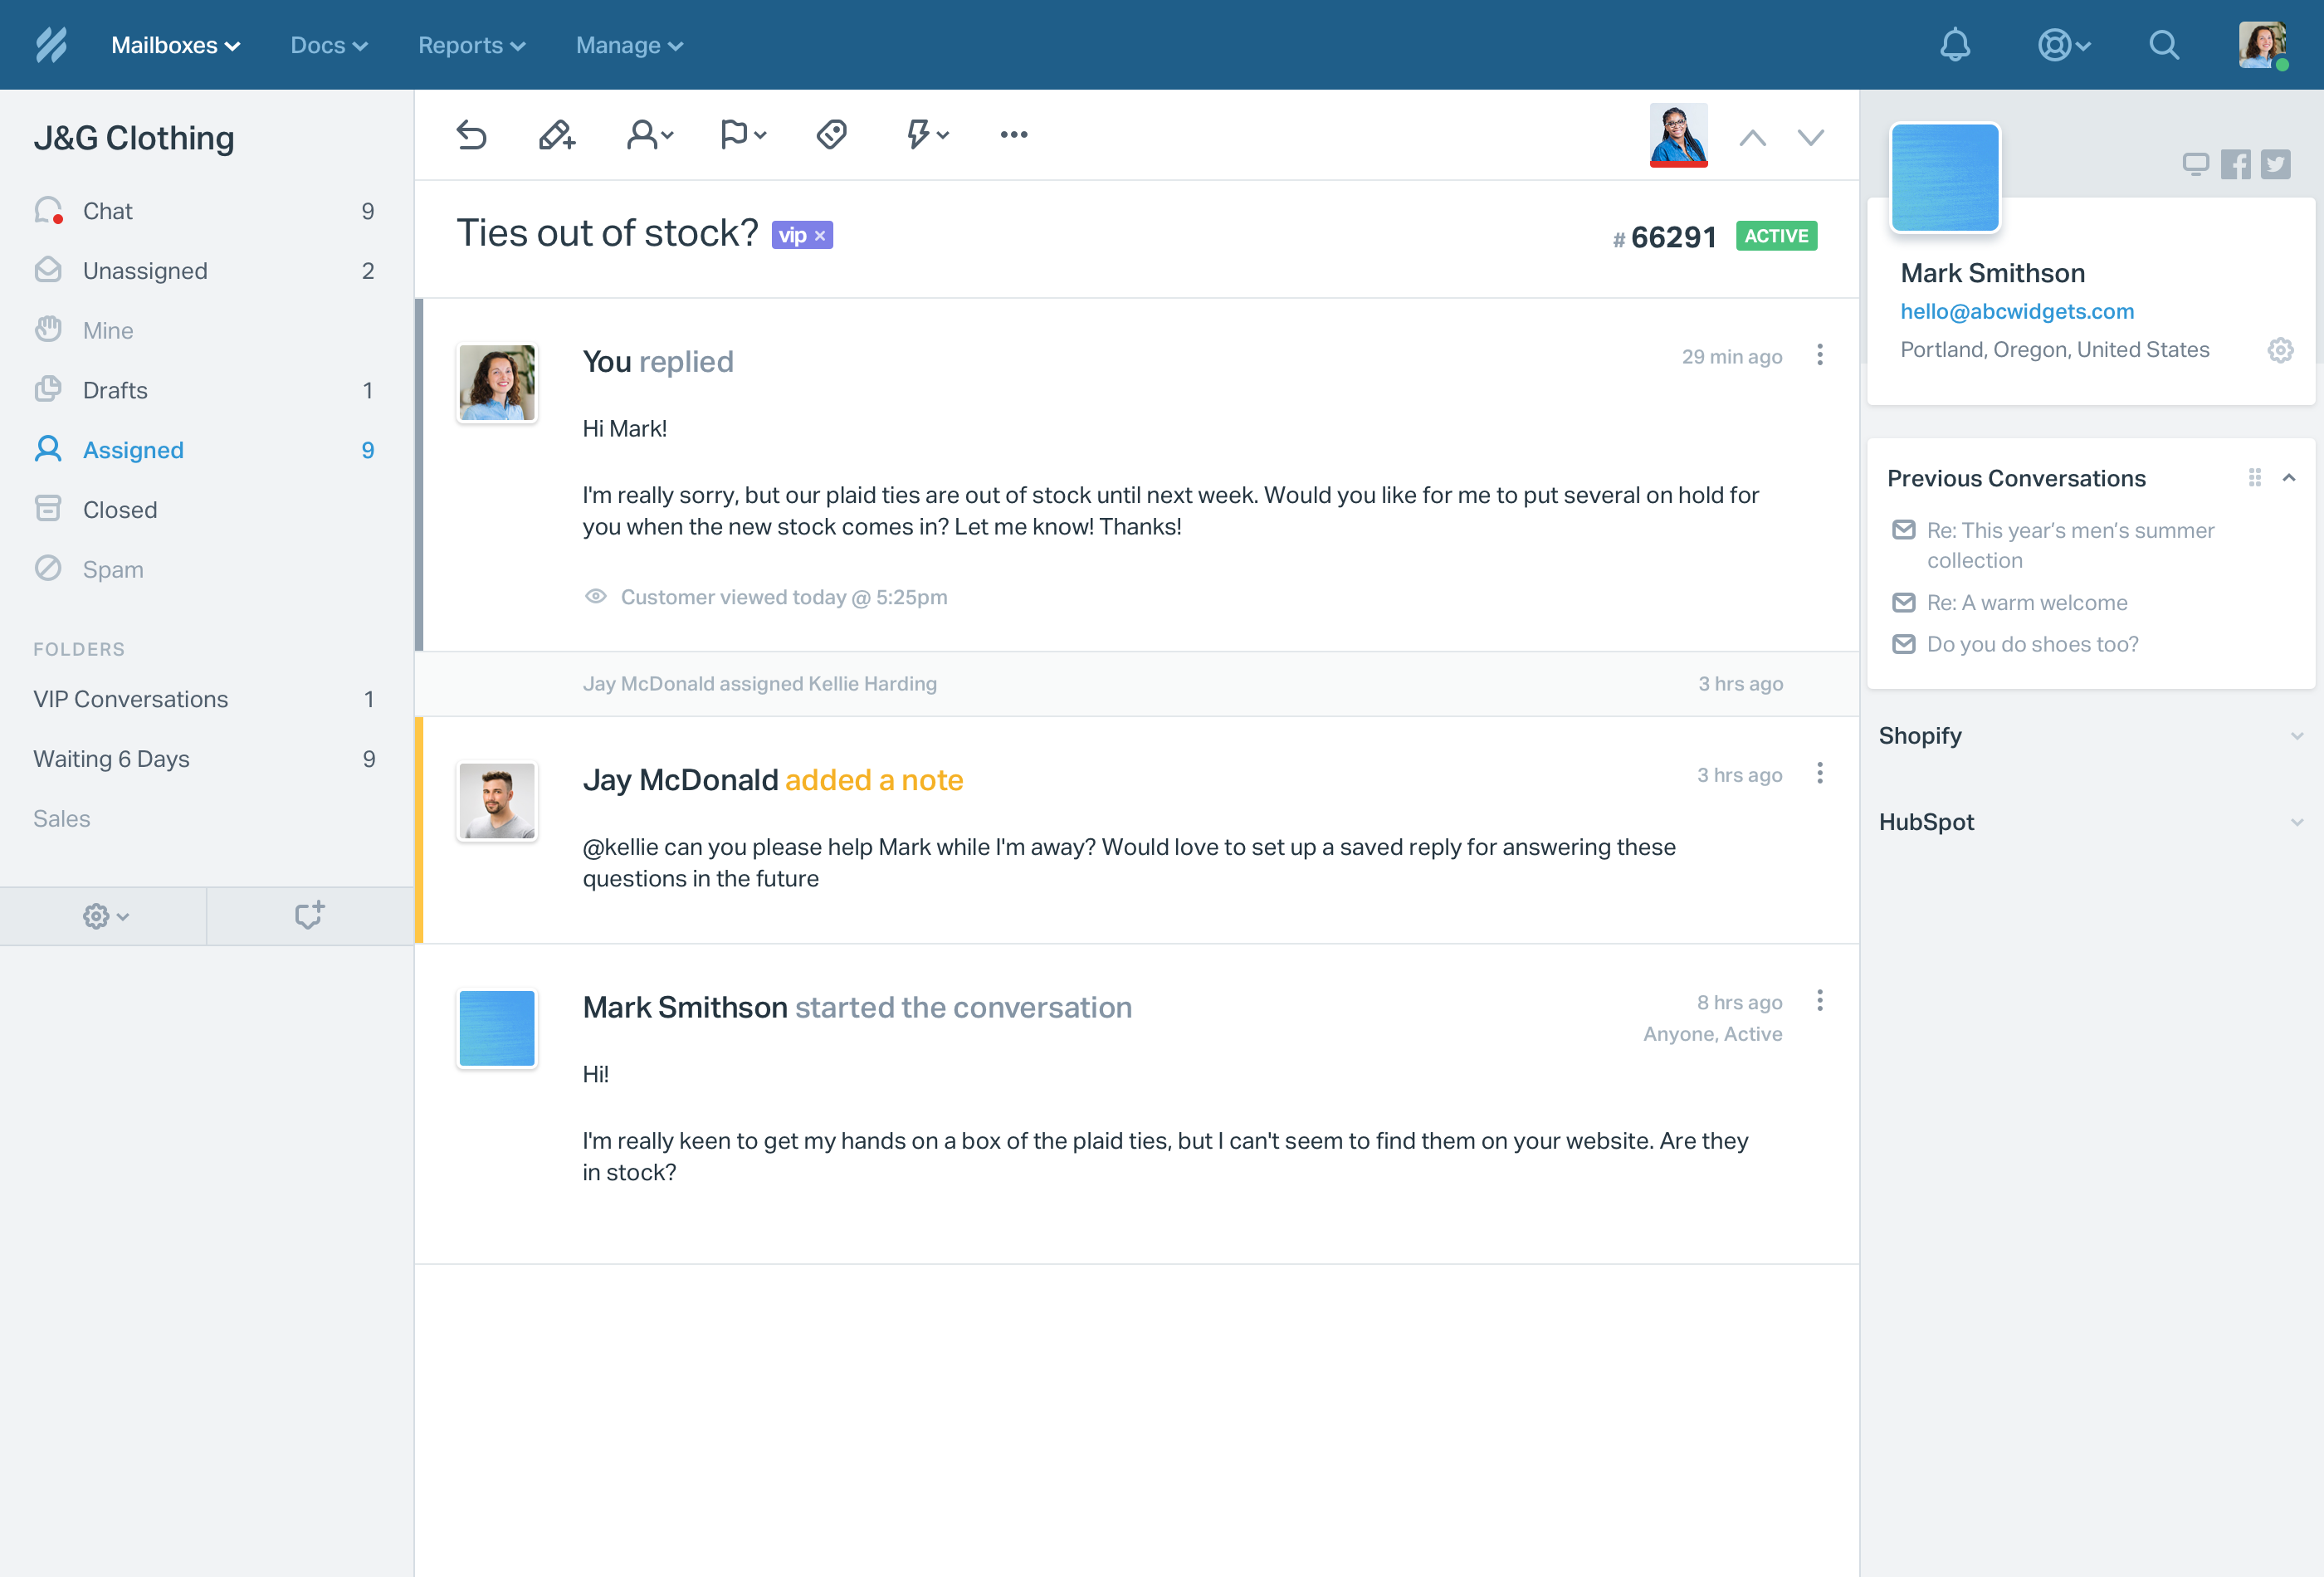 Mailboxes Docs Reports Manage
J&G Clothing
Chat 9
Unassigned 2
Mine
Drafts 1
Assigned 9
Closed
Spam
FOLDERS
VIP Conversations 1
Waiting 6 Days 9
Sales
Ties out of stock? vip ×
# 66291 ACTIVE
You replied
29 min ago
Hi Mark!
I'm really sorry, but our plaid ties are out of stock until next week. Would you like for me to put several on hold for
you when the new stock comes in? Let me know! Thanks!
Customer viewed today @ 5:25pm
Jay McDonald assigned Kellie Harding 3 hrs ago
Jay McDonald added a note
3 hrs ago
@kellie can you please help Mark while I'm away? Would love to set up a saved reply for answering these
questions in the future
Mark Smithson started the conversation
8 hrs ago
Anyone, Active
Hi!
I'm really keen to get my hands on a box of the plaid ties, but I can't seem to find them on your website. Are they
in stock?
Mark Smithson
hello@abcwidgets.com
Portland, Oregon, United States
Previous Conversations
Re: This year’s men’s summer
collection
Re: A warm welcome
Do you do shoes too?
Shopify
HubSpot